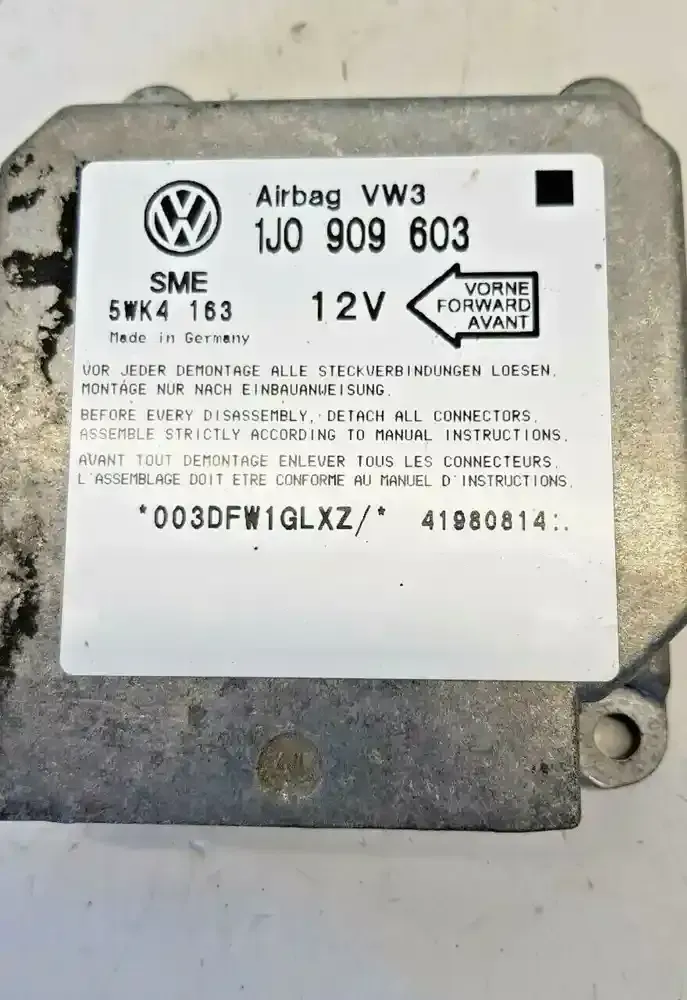 Airbag VW3
1J0 909 603
SME
5WK4 163
12V
VORNE
FORWARD
AVANT
Made in Germany
VOR JEDER DEMONTAGE ALLE STECKVERBINDUNGEN LOESEN.
MONTAGE NUR NACH EINBAUANWEISUNG.
BEFORE EVERY DISASSEMBLY, DETACH ALL CONNECTORS.
ASSEMBLE STRICTLY ACCORDING TO MANUAL INSTRUCTIONS.
AVANT TOUT DEMONTAGE ENLEVER TOUS LES CONNECTEURS.
L'ASSEMBLAGE DOIT ETRE CONFORME AU MANUEL D'INSTRUCTIONS.
*003DFW1GLXZ/* 41980814:.